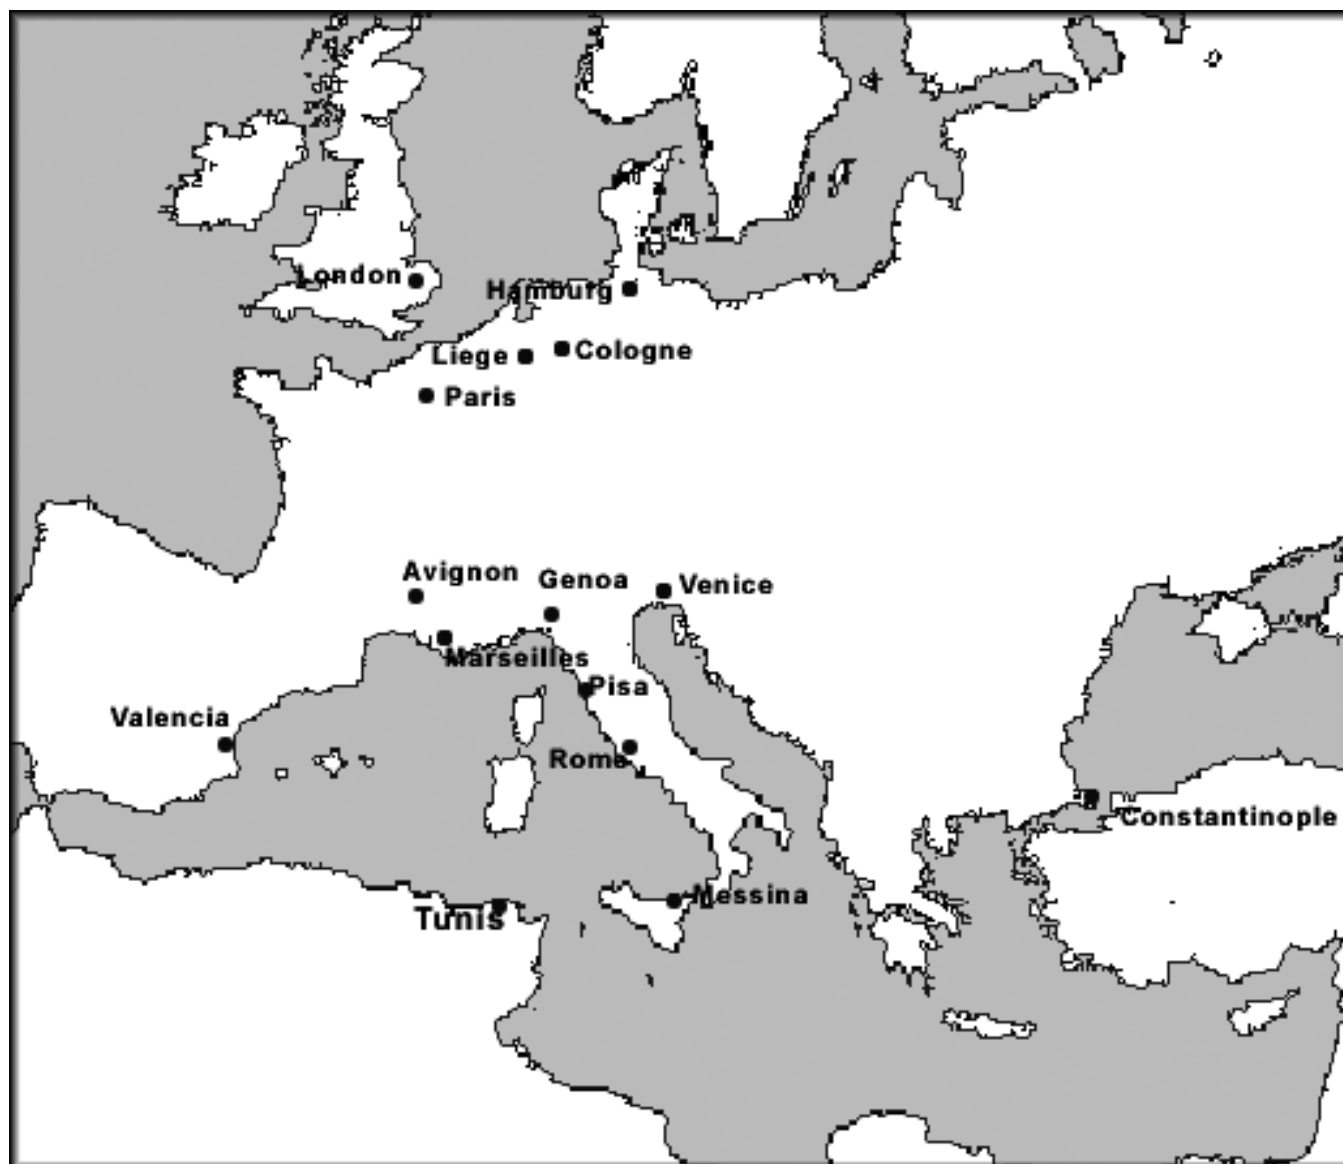 London
Hamburg
Liege
Cologne
Paris
Avignon
Genoa
Venice
Marseilles
Pisa
Valencia
Rome
Constantinople
Messina
Tunis